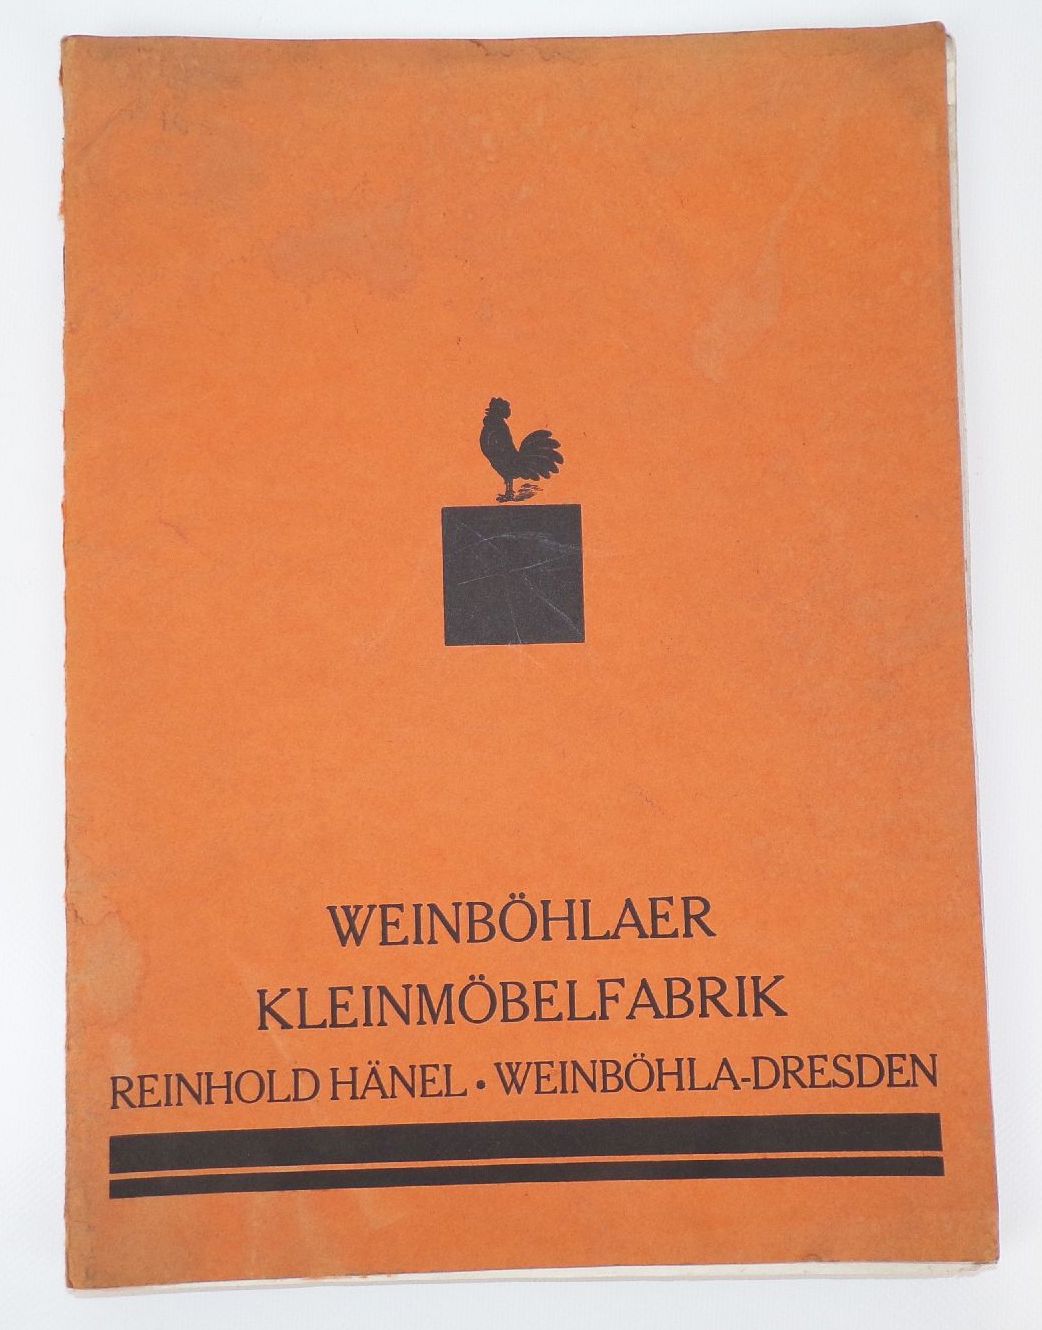 WEINBÖHLAER
KLEINMÖBELFABRIK
REINHOLD HÄNEL • WEINBÖHLA-DRESDEN